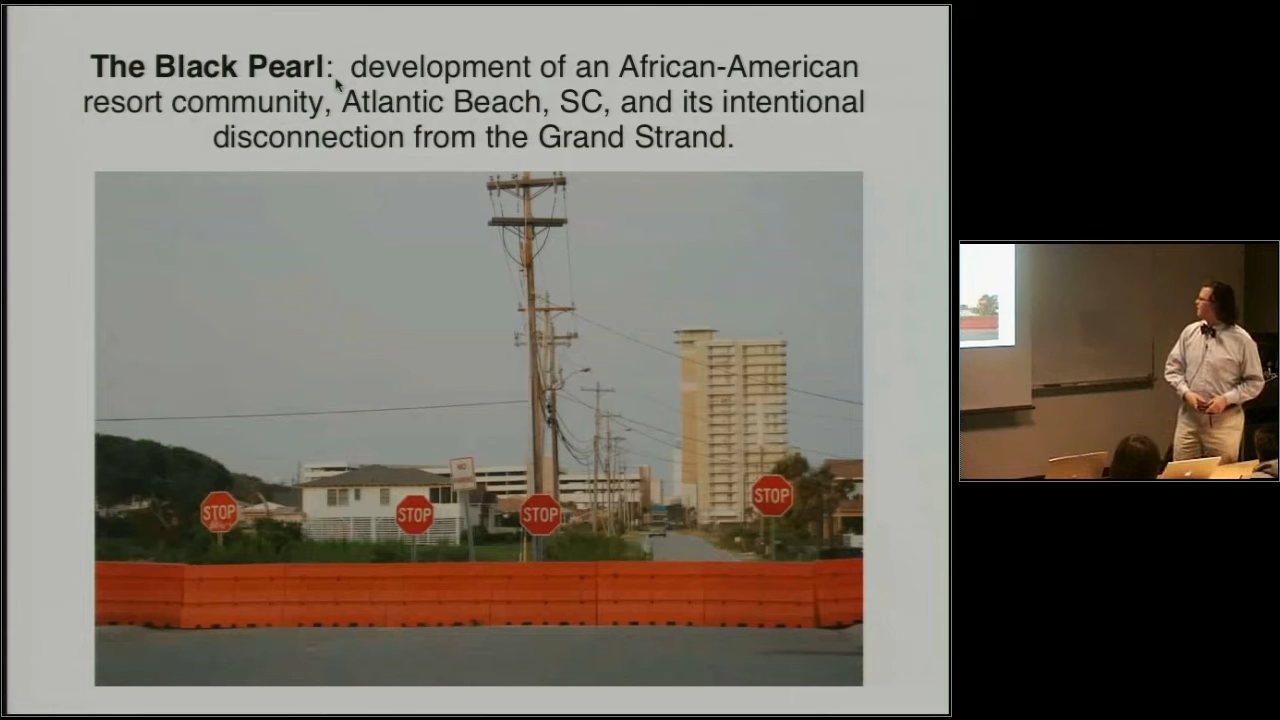 The Black Pearl: development of an African-American
resort community, Atlantic Beach, SC, and its intentional
disconnection from the Grand Strand.
NO
STOP
STOP
STOP
STOP